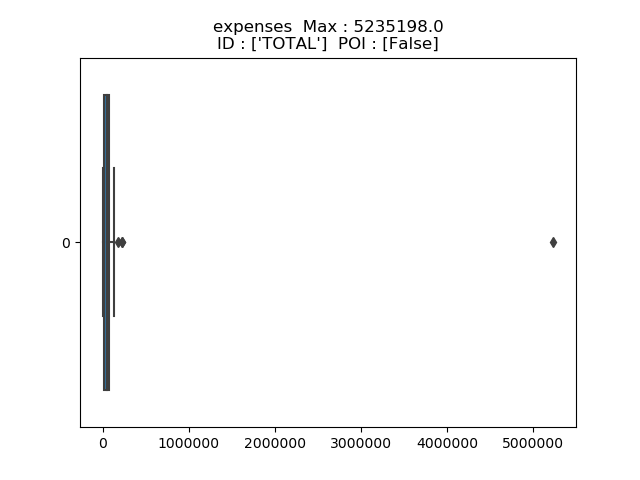 expenses  Max : 5235198.0
ID : ['TOTAL']  POI : [False]
0
0 1000000 2000000 3000000 4000000 5000000